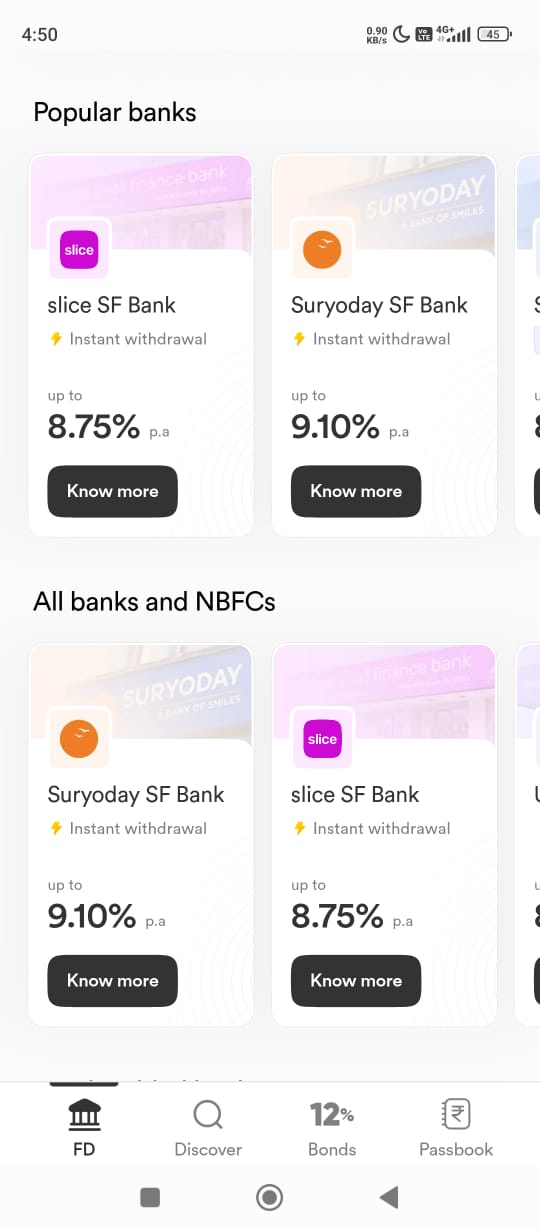 4:50
0.90
KB/s
Vo
LTE
4G+
45
Popular banks
small finance bank
slice
slice SF Bank
Instant withdrawal
up to
8.75% p.a
Know more
SURYODAY
A BANK OF SMILES
Suryoday SF Bank
Instant withdrawal
up to
9.10% p.a
Know more
All banks and NBFCs
SURYODAY
A BANK OF SMILES
Suryoday SF Bank
Instant withdrawal
up to
9.10% p.a
Know more
small finance bank
slice
slice SF Bank
Instant withdrawal
up to
8.75% p.a
Know more
FD
Discover
12%
Bonds
Passbook